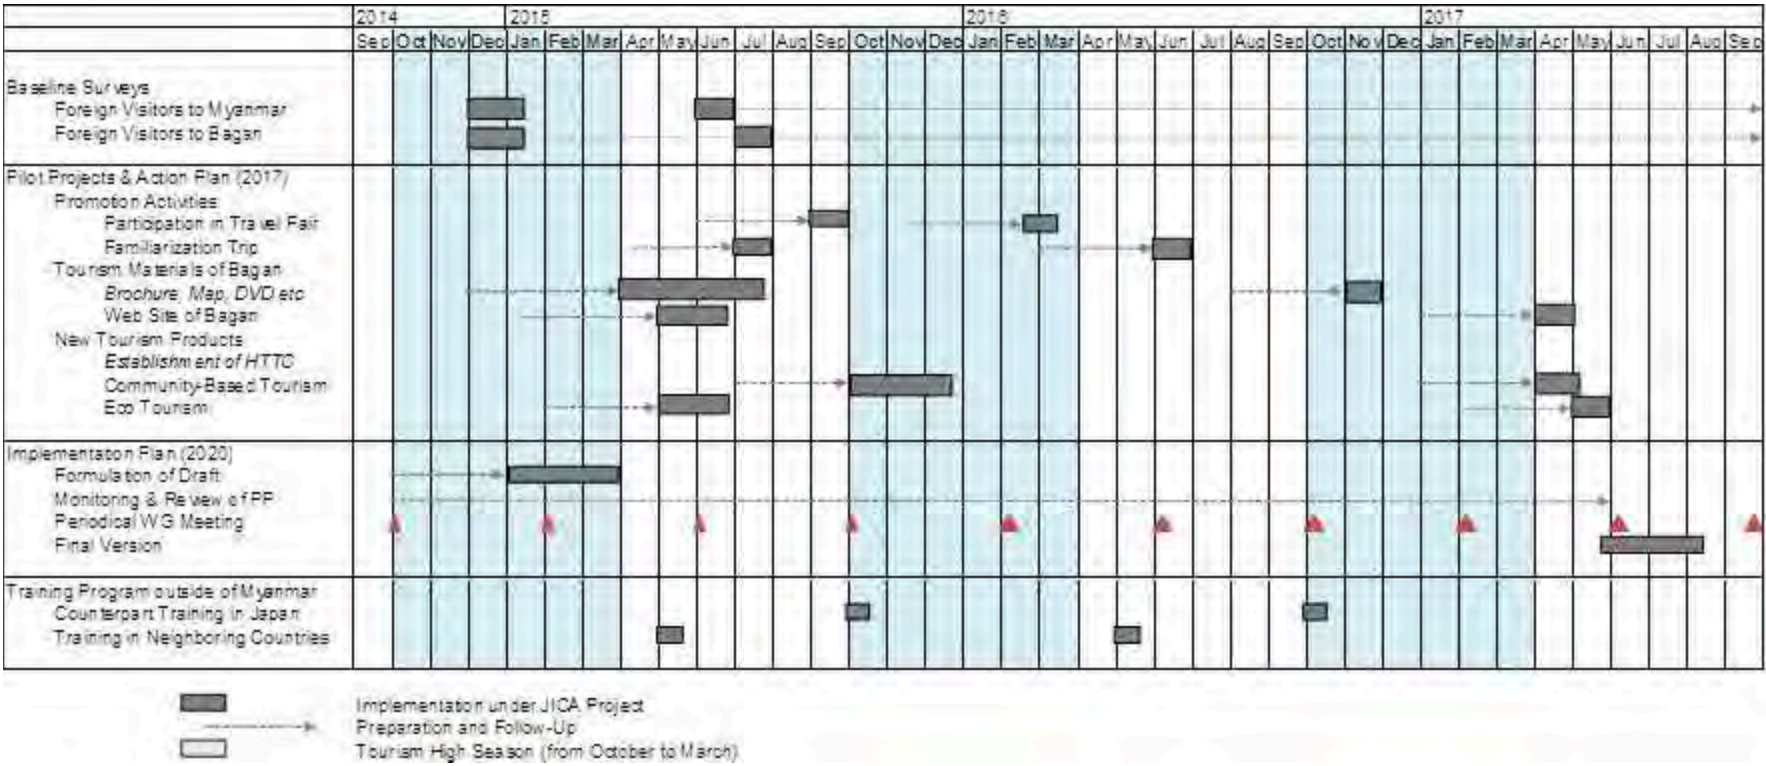 2014 2015 2016 2017
Sep Oct Nov Dec Jan Feb Mar Apr May Jun Jul Aug Sep Oct Nov Dec Jan Feb Mar Apr May Jun Jul Aug Sep Oct Nov Dec Jan Feb Mar Apr May Jun Jul Aug Sep
Baseline Surveys
Foreign Visitors to Myanmar
Foreign Visitors to Bagan
Pilot Projects & Action Plan (2017)
Promotion Activities
Participation in Travel Fair
Familiarization Trip
Tourism Materials of Bagan
Brochure, Map, DVD etc
Web Site of Bagan
New Tourism Products
Establishment of HTTC
Community-Based Tourism
Eco Tourism
Implementation Plan (2020)
Formulation of Draft
Monitoring & Review of PP
Periodical WG Meeting
Final Version
Training Program outside of Myanmar
Counterpart Training in Japan
Training in Neighboring Countries
Implementation under JICA Project
Preparation and Follow-Up
Tourism High Season (from October to March)